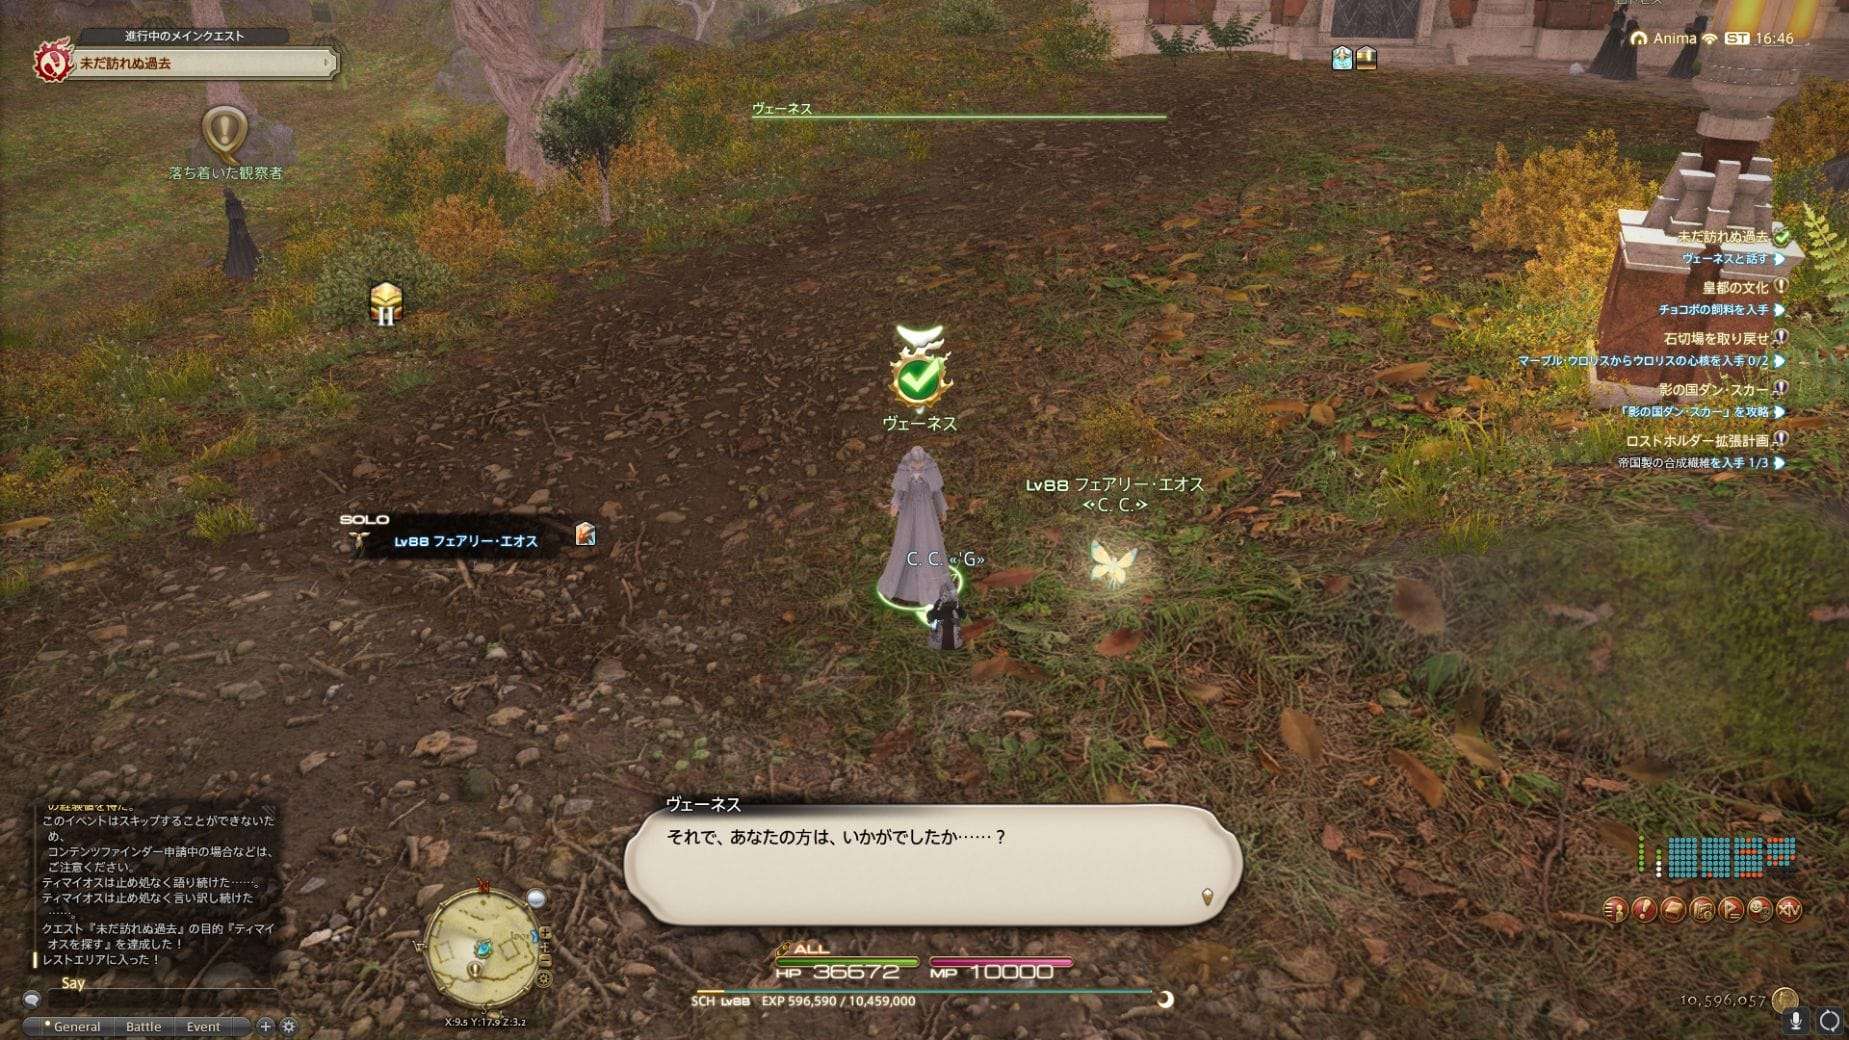 進行中のメインクエスト
未だ訪れぬ過去
Anima
ST 16:46
ヴェーネス
落ち着いた観察者
II
未だ訪れぬ過去
ヴェーネスと話す
皇都の文化
チョコボの飼料を入手
石切場を取り戻せ
マーブル・ウロリスからウロリスの心核を入手 0/2
影の国ダン・スカー
「影の国ダン・スカー」を攻略
ロストホルダー拡張計画
帝国製の合成繊維を入手 1/3
ヴェーネス
Lv88 フェアリー・エオス
«C. C.»
SOLO
Lv88 フェアリー・エオス
C. C. «'G»
ヴェーネス
それで、あなたの方は、いかがでしたか……？
の経験値を得た。
このイベントはスキップすることができないた
め、
コンテンツファインダー申請中の場合などは、
ご注意ください。
ティマイオスは止め処なく語り続けた……。
ティマイオスは止め処なく言い訳し続けた
……。
クエスト『未だ訪れぬ過去』の目的『ティマイ
オスを探す』を達成した！
レストエリアに入った！
Say
General
Battle
Event
X:9.5 Y:17.9 Z:3.2
ALL
HP 36672
MP 10000
SCH Lv88 EXP 596,590 / 10,459,000
XIV
10,596,057